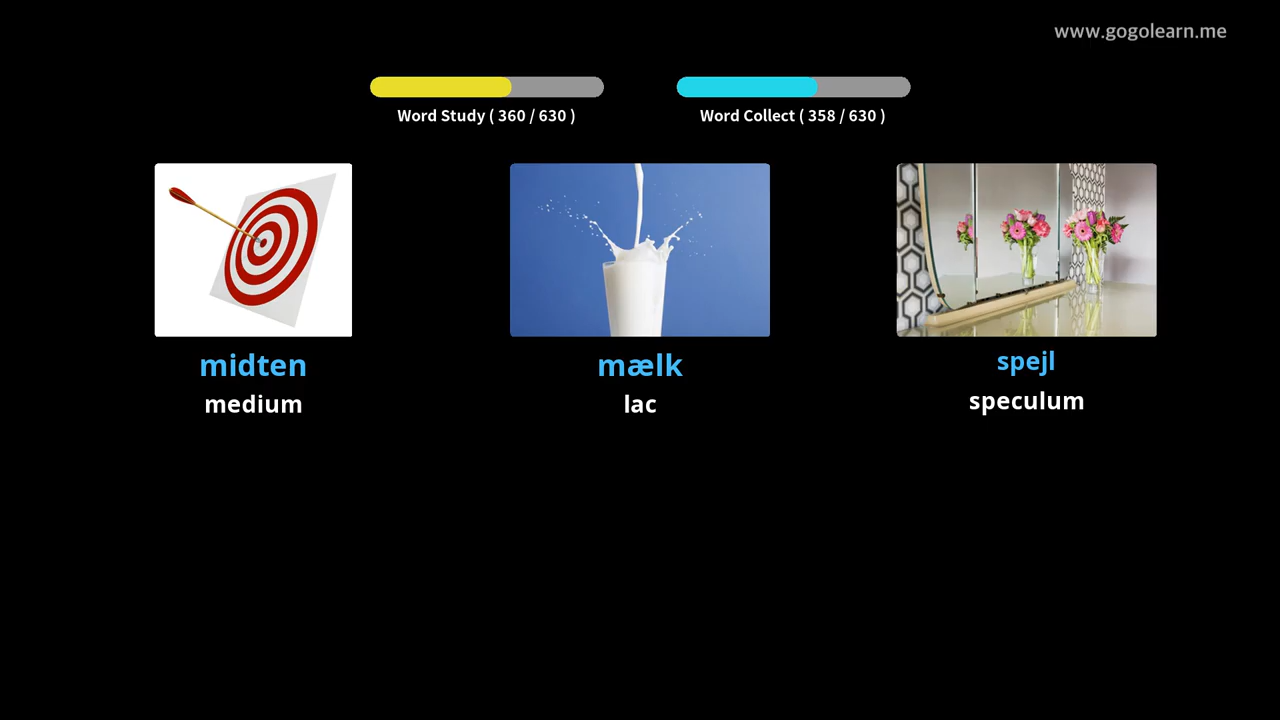 www.gogolearn.me
Word Study ( 360 / 630 )
Word Collect ( 358 / 630 )
midten
medium
mælk
lac
spejl
speculum